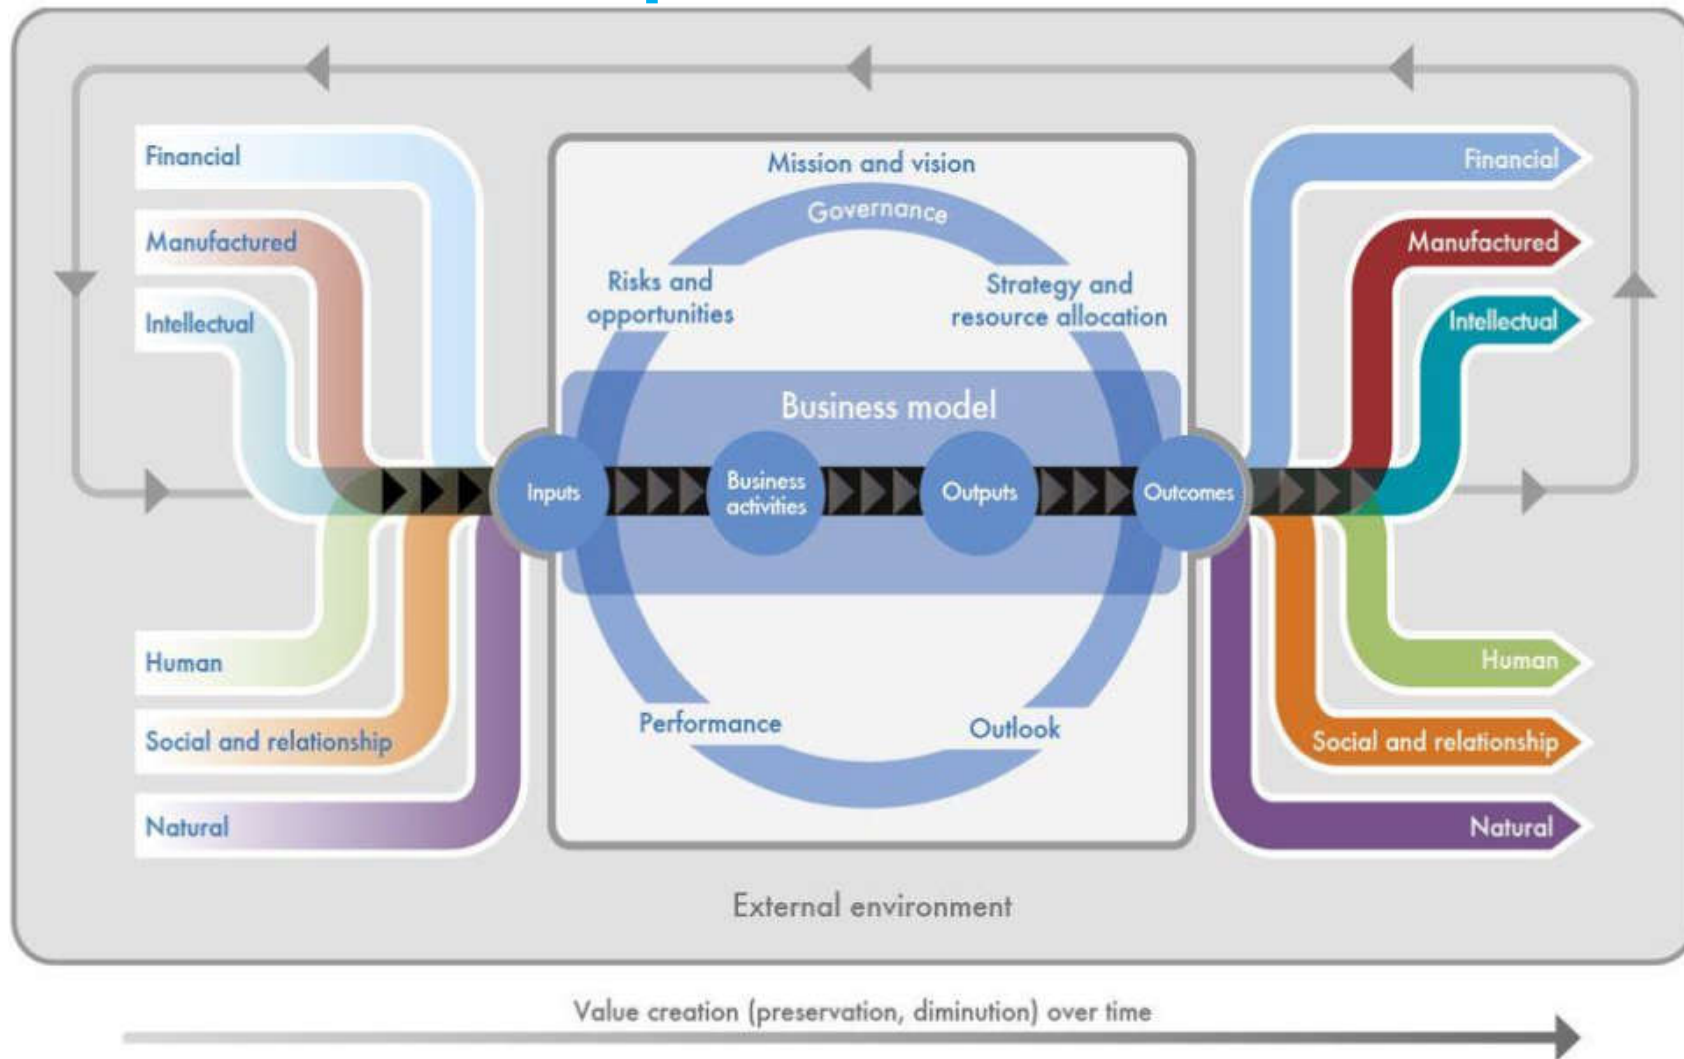 Financial
Manufactured
Intellectual
Human
Social and relationship
Natural
Mission and vision
Governance
Risks and
opportunities
Strategy and
resource allocation
Business model
Inputs
Business
activities
Outputs
Outcomes
Performance
Outlook
Financial
Manufactured
Intellectual
Human
Social and relationship
Natural
External environment
Value creation (preservation, diminution) over time